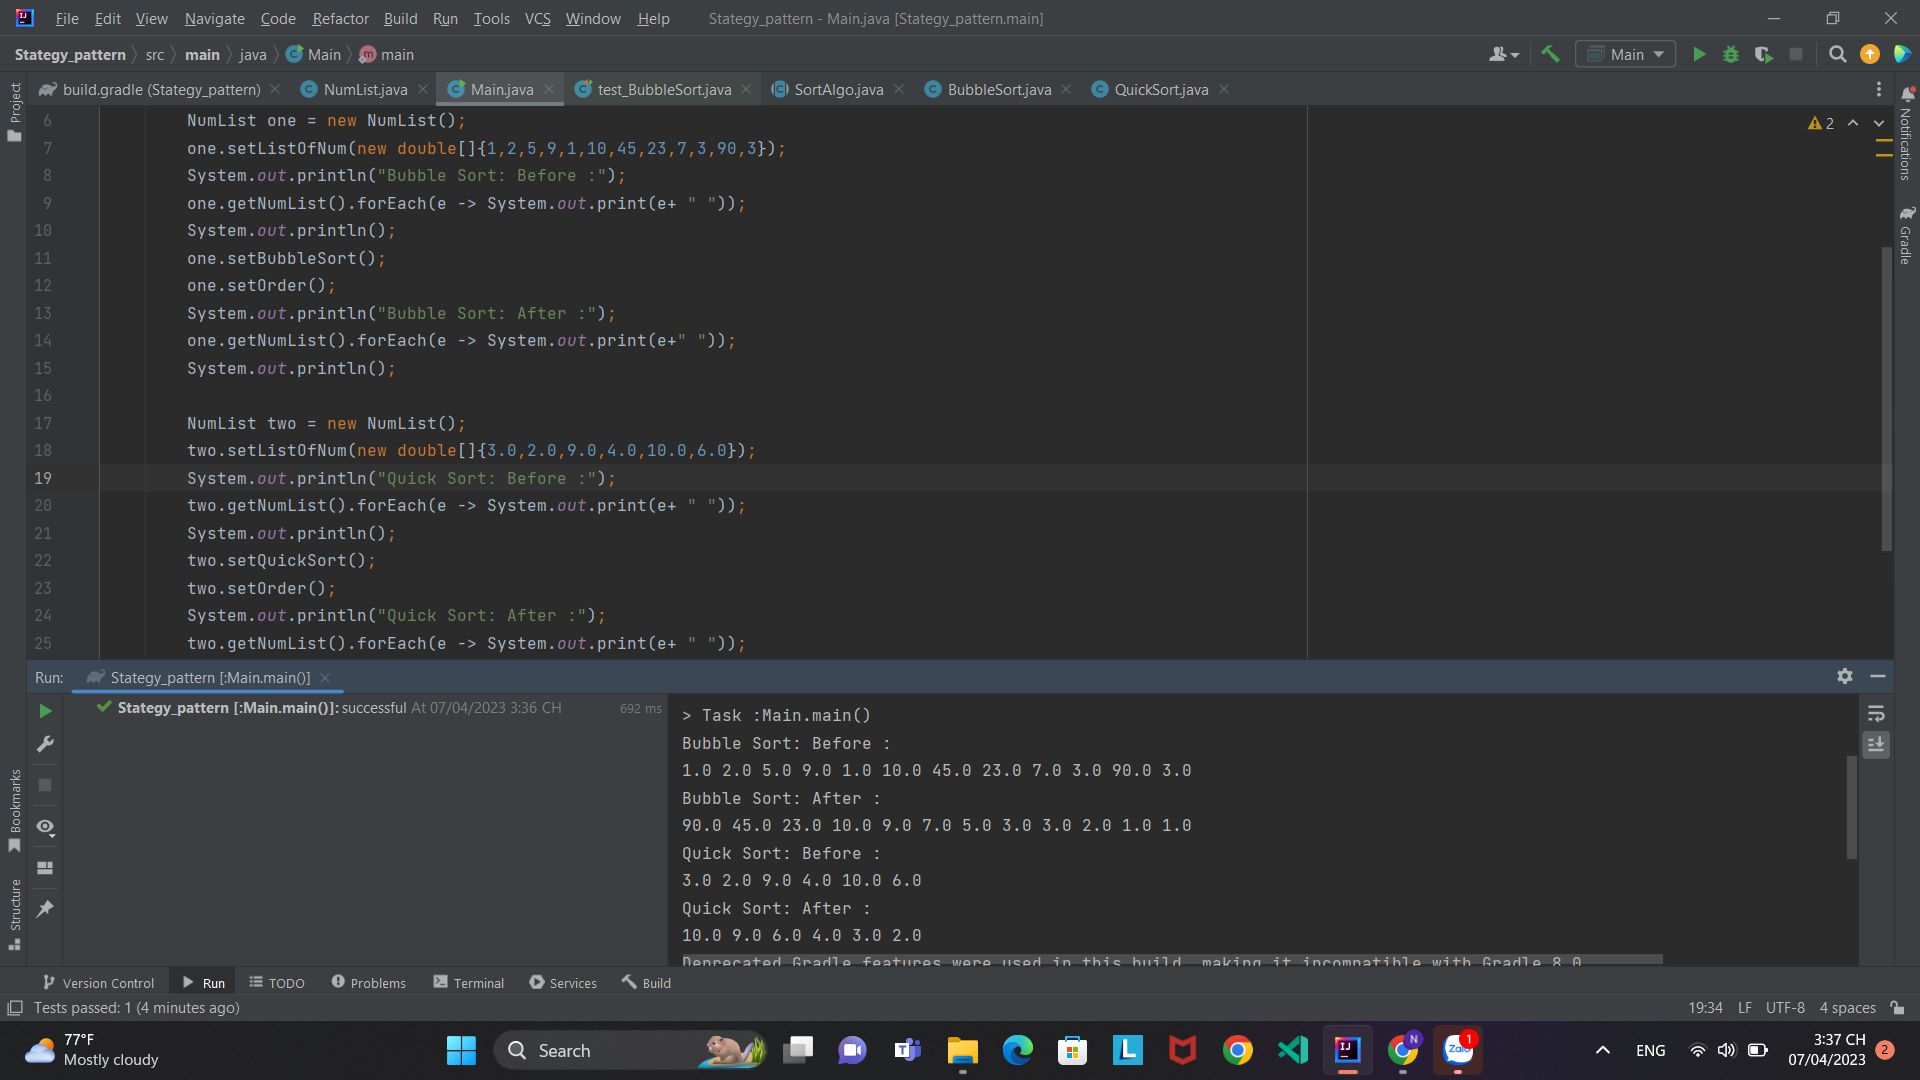 File Edit View Navigate Code Refactor Build Run Tools VCS Window Help Stategy_pattern - Main.java [Stategy_pattern.main]
Stategy_pattern src main java Main main Main
build.gradle (Stategy_pattern) NumList.java Main.java test_BubbleSort.java SortAlgo.java BubbleSort.java QuickSort.java
Project
Notifications
Gradle
2
6 NumList one = new NumList();
7 one.setListOfNum(new double[]{1,2,5,9,1,10,45,23,7,3,90,3});
8 System.out.println("Bubble Sort: Before :");
9 one.getNumList().forEach(e -> System.out.print(e+ " "));
10 System.out.println();
11 one.setBubbleSort();
12 one.setOrder();
13 System.out.println("Bubble Sort: After :");
14 one.getNumList().forEach(e -> System.out.print(e+" "));
15 System.out.println();
16
17 NumList two = new NumList();
18 two.setListOfNum(new double[]{3.0,2.0,9.0,4.0,10.0,6.0});
19 System.out.println("Quick Sort: Before :");
20 two.getNumList().forEach(e -> System.out.print(e+ " "));
21 System.out.println();
22 two.setQuickSort();
23 two.setOrder();
24 System.out.println("Quick Sort: After :");
25 two.getNumList().forEach(e -> System.out.print(e+ " "));
Run: Stategy_pattern [:Main.main()]
Stategy_pattern [:Main.main()]: successful At 07/04/2023 3:36 CH 692 ms
> Task :Main.main()
Bubble Sort: Before :
1.0 2.0 5.0 9.0 1.0 10.0 45.0 23.0 7.0 3.0 90.0 3.0
Bubble Sort: After :
90.0 45.0 23.0 10.0 9.0 7.0 5.0 3.0 3.0 2.0 1.0 1.0
Quick Sort: Before :
3.0 2.0 9.0 4.0 10.0 6.0
Quick Sort: After :
10.0 9.0 6.0 4.0 3.0 2.0
Deprecated Gradle features were used in this build, making it incompatible with Gradle 8.0
Bookmarks
Structure
Version Control Run TODO Problems Terminal Services Build
Tests passed: 1 (4 minutes ago) 19:34 LF UTF-8 4 spaces
77°F
Mostly cloudy
Search
Zalo 1
ENG
3:37 CH
07/04/2023
2